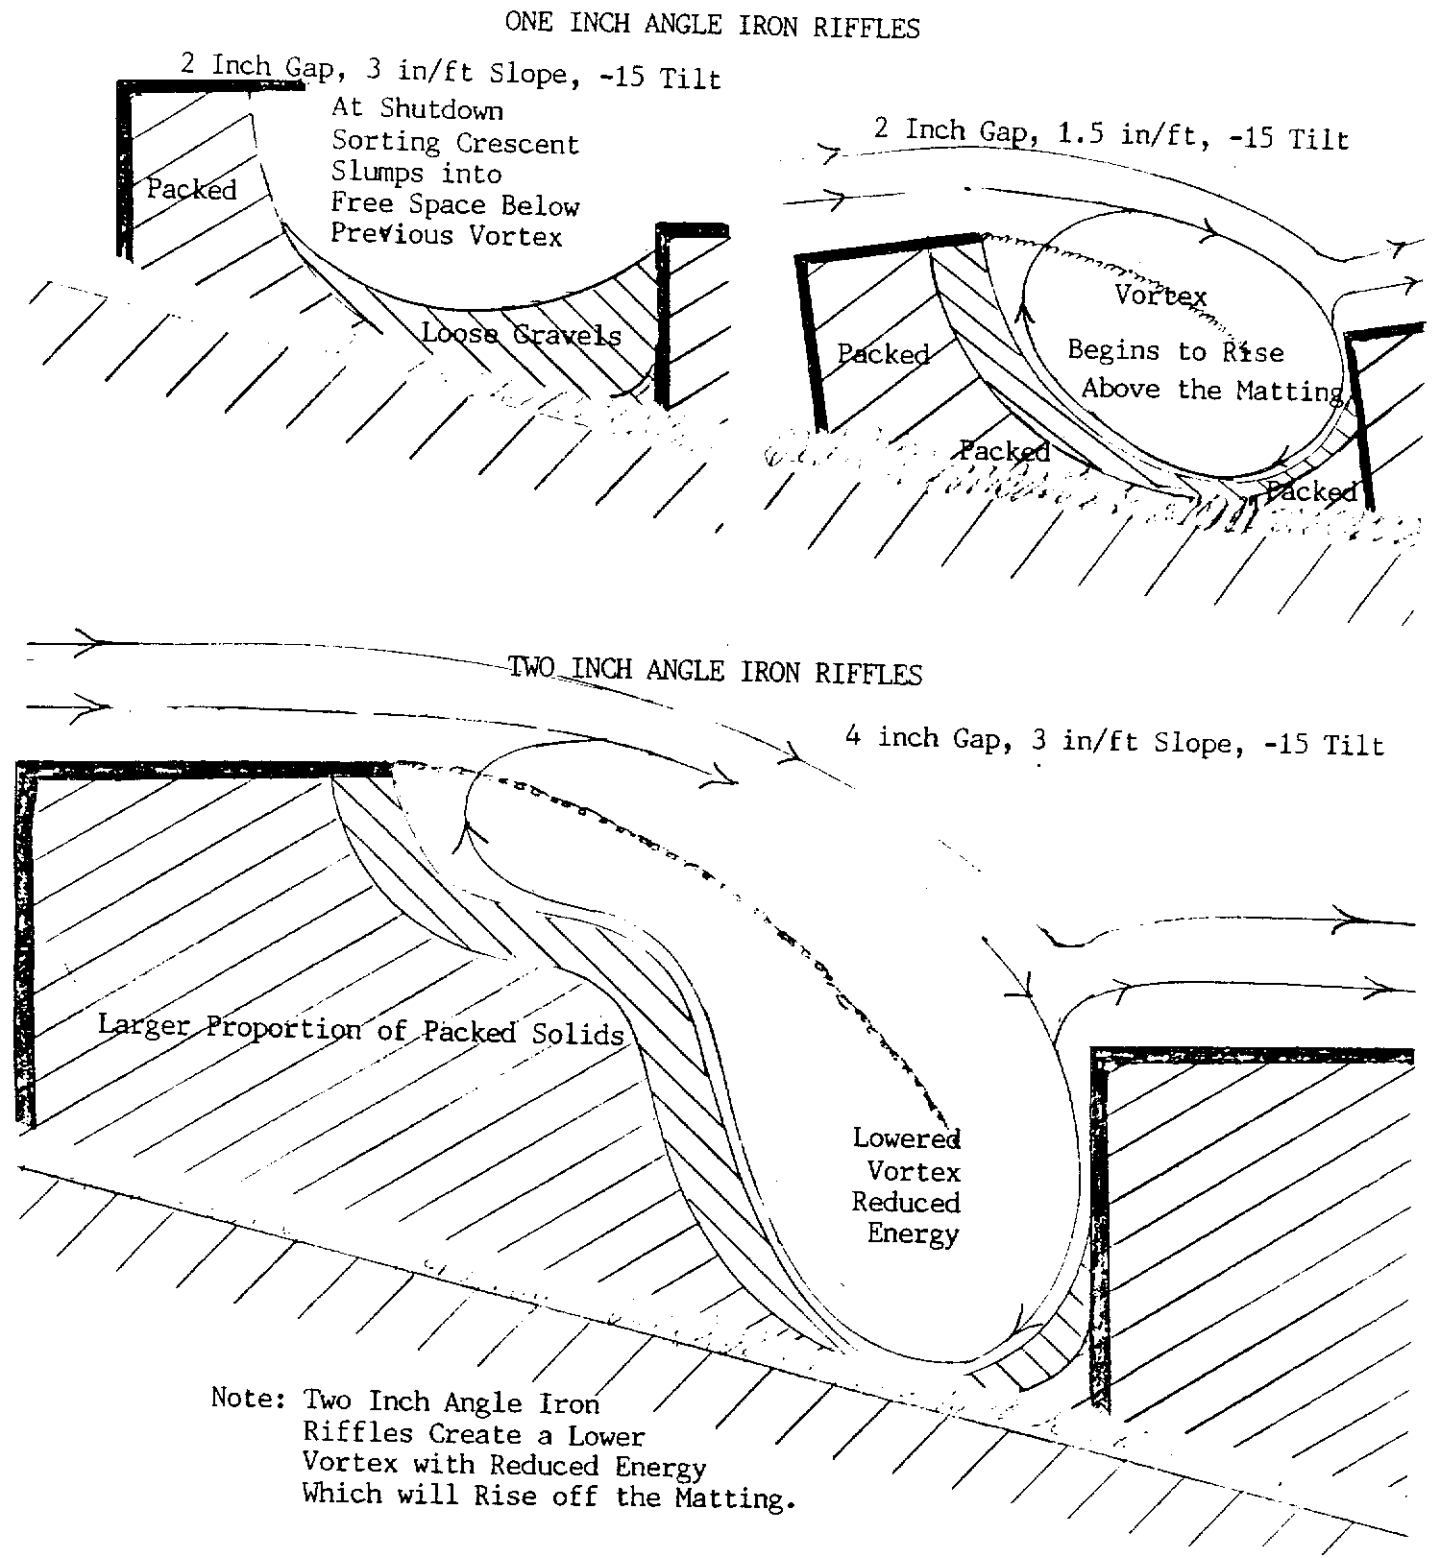 ONE INCH ANGLE IRON RIFFLES
2 Inch Gap, 3 in/ft Slope, -15 Tilt
At Shutdown
Sorting Crescent
Slumps into
Free Space Below
Previous Vortex
Packed
Loose Gravels
2 Inch Gap, 1.5 in/ft, -15 Tilt
Vortex
Begins to Rise
Above the Matting
Packed
Packed
Packed
TWO INCH ANGLE IRON RIFFLES
4 inch Gap, 3 in/ft Slope, -15 Tilt
Larger Proportion of Packed Solids
Lowered
Vortex
Reduced
Energy
Note: Two Inch Angle Iron
Riffles Create a Lower
Vortex with Reduced Energy
Which will Rise off the Matting.